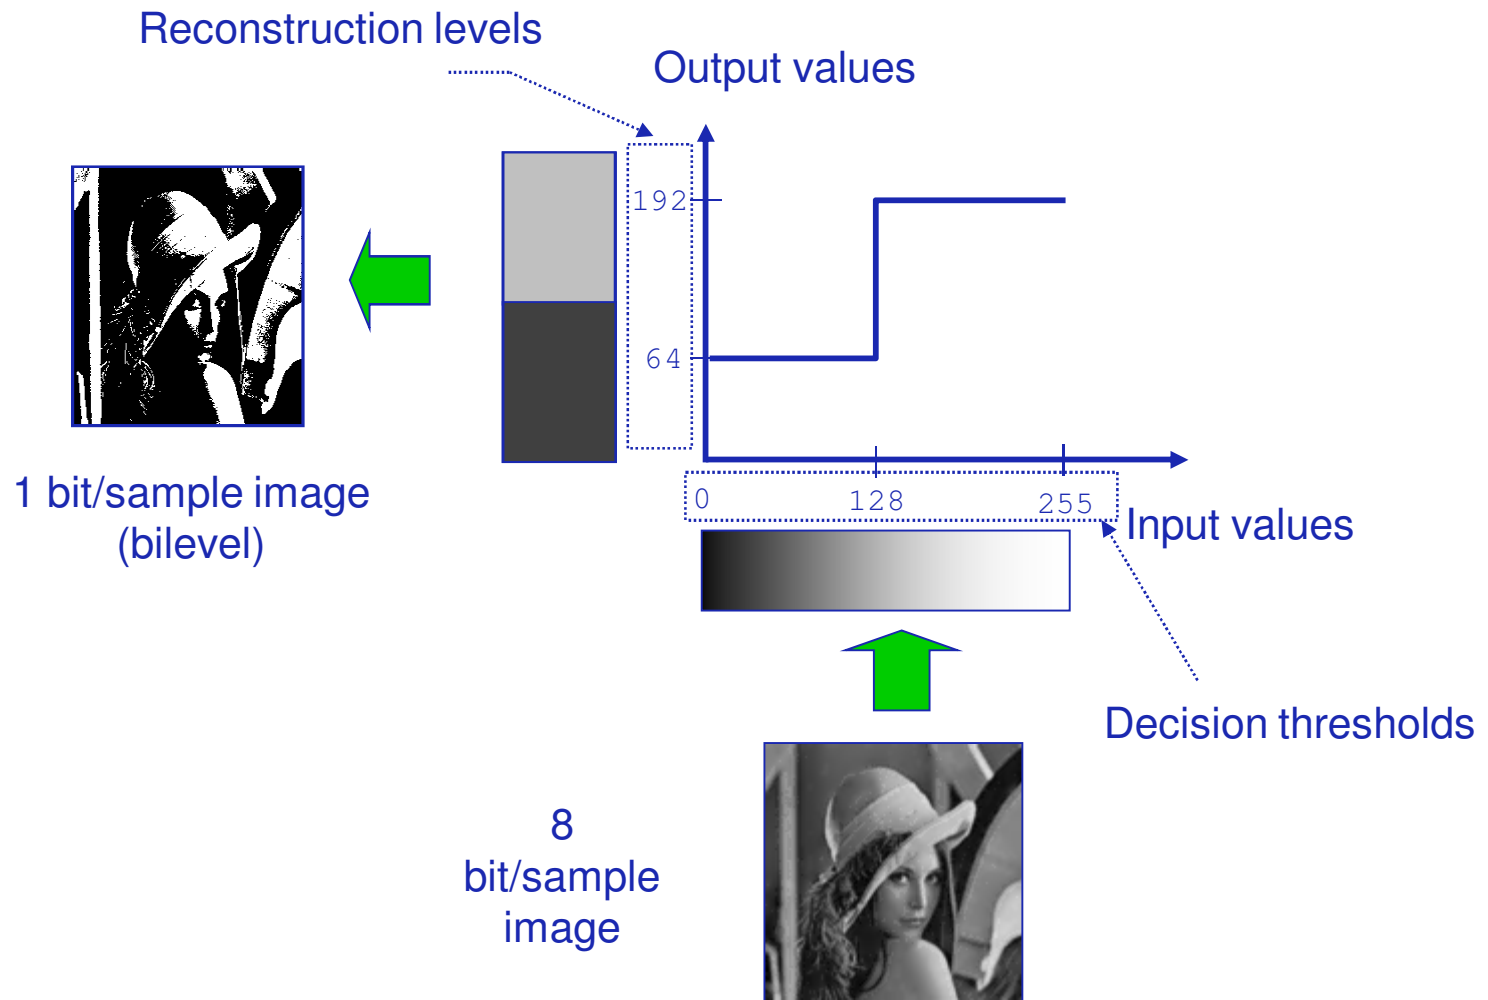 Reconstruction levels
Output values
192
64
0 128 255
Input values
1 bit/sample image
(bilevel)
Decision thresholds
8
bit/sample
image